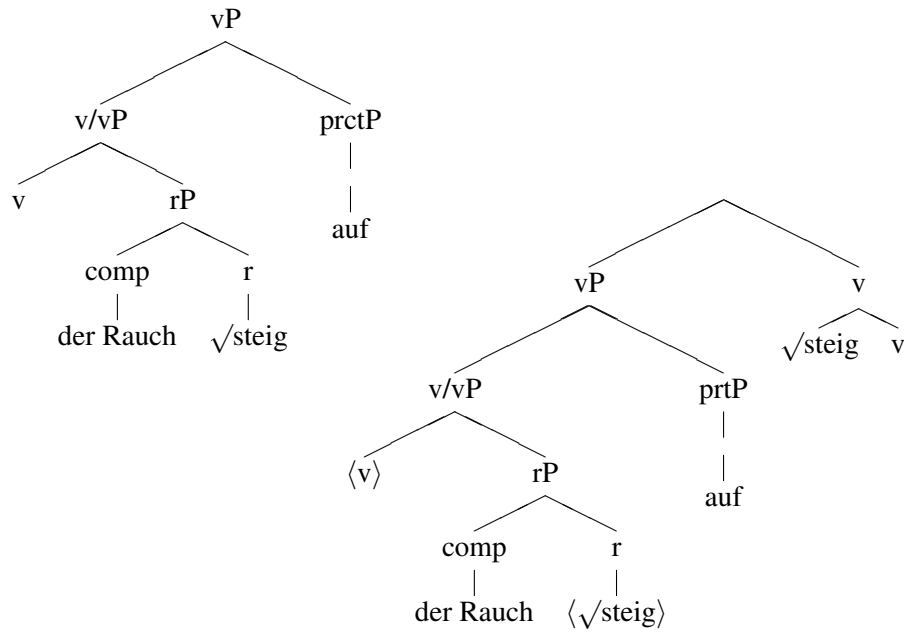 vP
v/vP prctP
v rP
auf
comp r
der Rauch √steig
vP v
√steig v
v/vP prtP
⟨v⟩ rP
auf
comp r
der Rauch ⟨√steig⟩